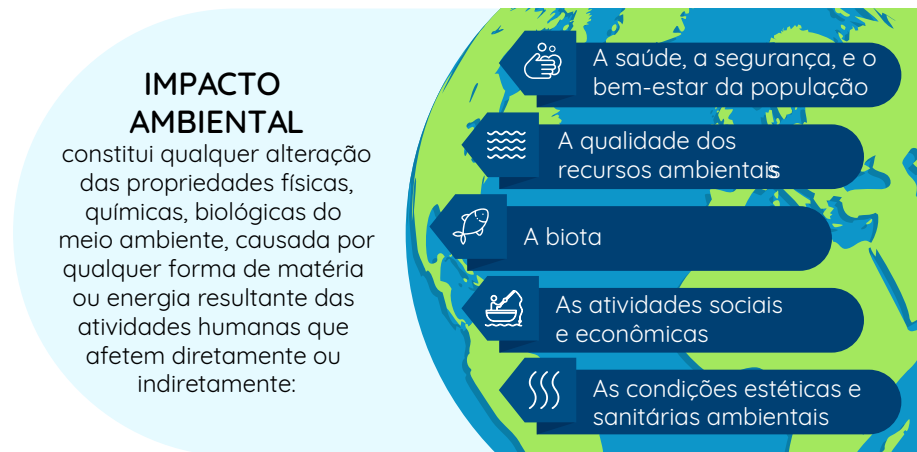 IMPACTO
AMBIENTAL
constitui qualquer alteração
das propriedades físicas,
químicas, biológicas do
meio ambiente, causada por
qualquer forma de matéria
ou energia resultante das
atividades humanas que
afetem diretamente ou
indiretamente:
A saúde, a segurança, e o
bem-estar da população
A qualidade dos
recursos ambientais
A biota
As atividades sociais
e econômicas
As condições estéticas e
sanitárias ambientais